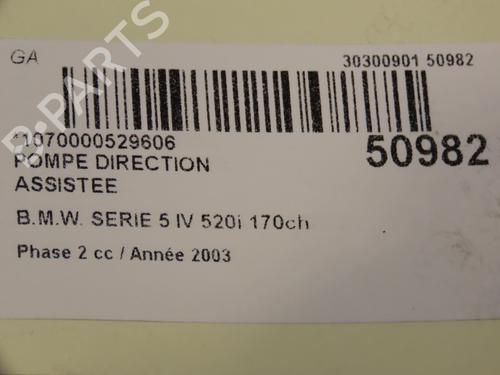 GA
30300901 50982
*1070000529606
50982
POMPE DIRECTION
ASSISTEE
B.M.W. SERIE 5 IV 520i 170ch
Phase 2 cc / Année 2003
B-PARTS